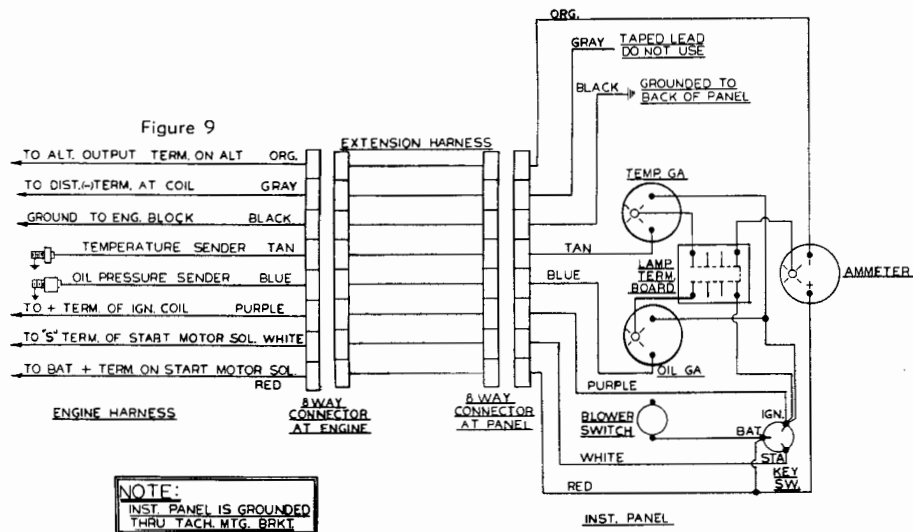 ORG.
GRAY
TAPED LEAD
DO NOT USE
BLACK
GROUNDED TO
BACK OF PANEL
Figure 9
EXTENSION HARNESS
TO ALT. OUTPUT TERM. ON ALT ORG.
TO DIST.(-)TERM. AT COIL GRAY
GROUND TO ENG. BLOCK BLACK
TEMPERATURE SENDER TAN
OIL PRESSURE SENDER BLUE
TO + TERM. OF IGN. COIL PURPLE
TO "S" TERM. OF START MOTOR SOL. WHITE
TO BAT + TERM ON START MOTOR SOL.
RED
TEMP. GA
TAN
BLUE
LAMP
TERM.
BOARD
-
+
AMMETER
OIL GA
PURPLE
BLOWER
SWITCH
IGN.
BAT.
STA
KEY
SW.
WHITE
RED
ENGINE HARNESS
8 WAY
CONNECTOR
AT ENGINE
8 WAY
CONNECTOR
AT PANEL
INST. PANEL
NOTE:
INST. PANEL IS GROUNDED
THRU TACH. MTG. BRKT.